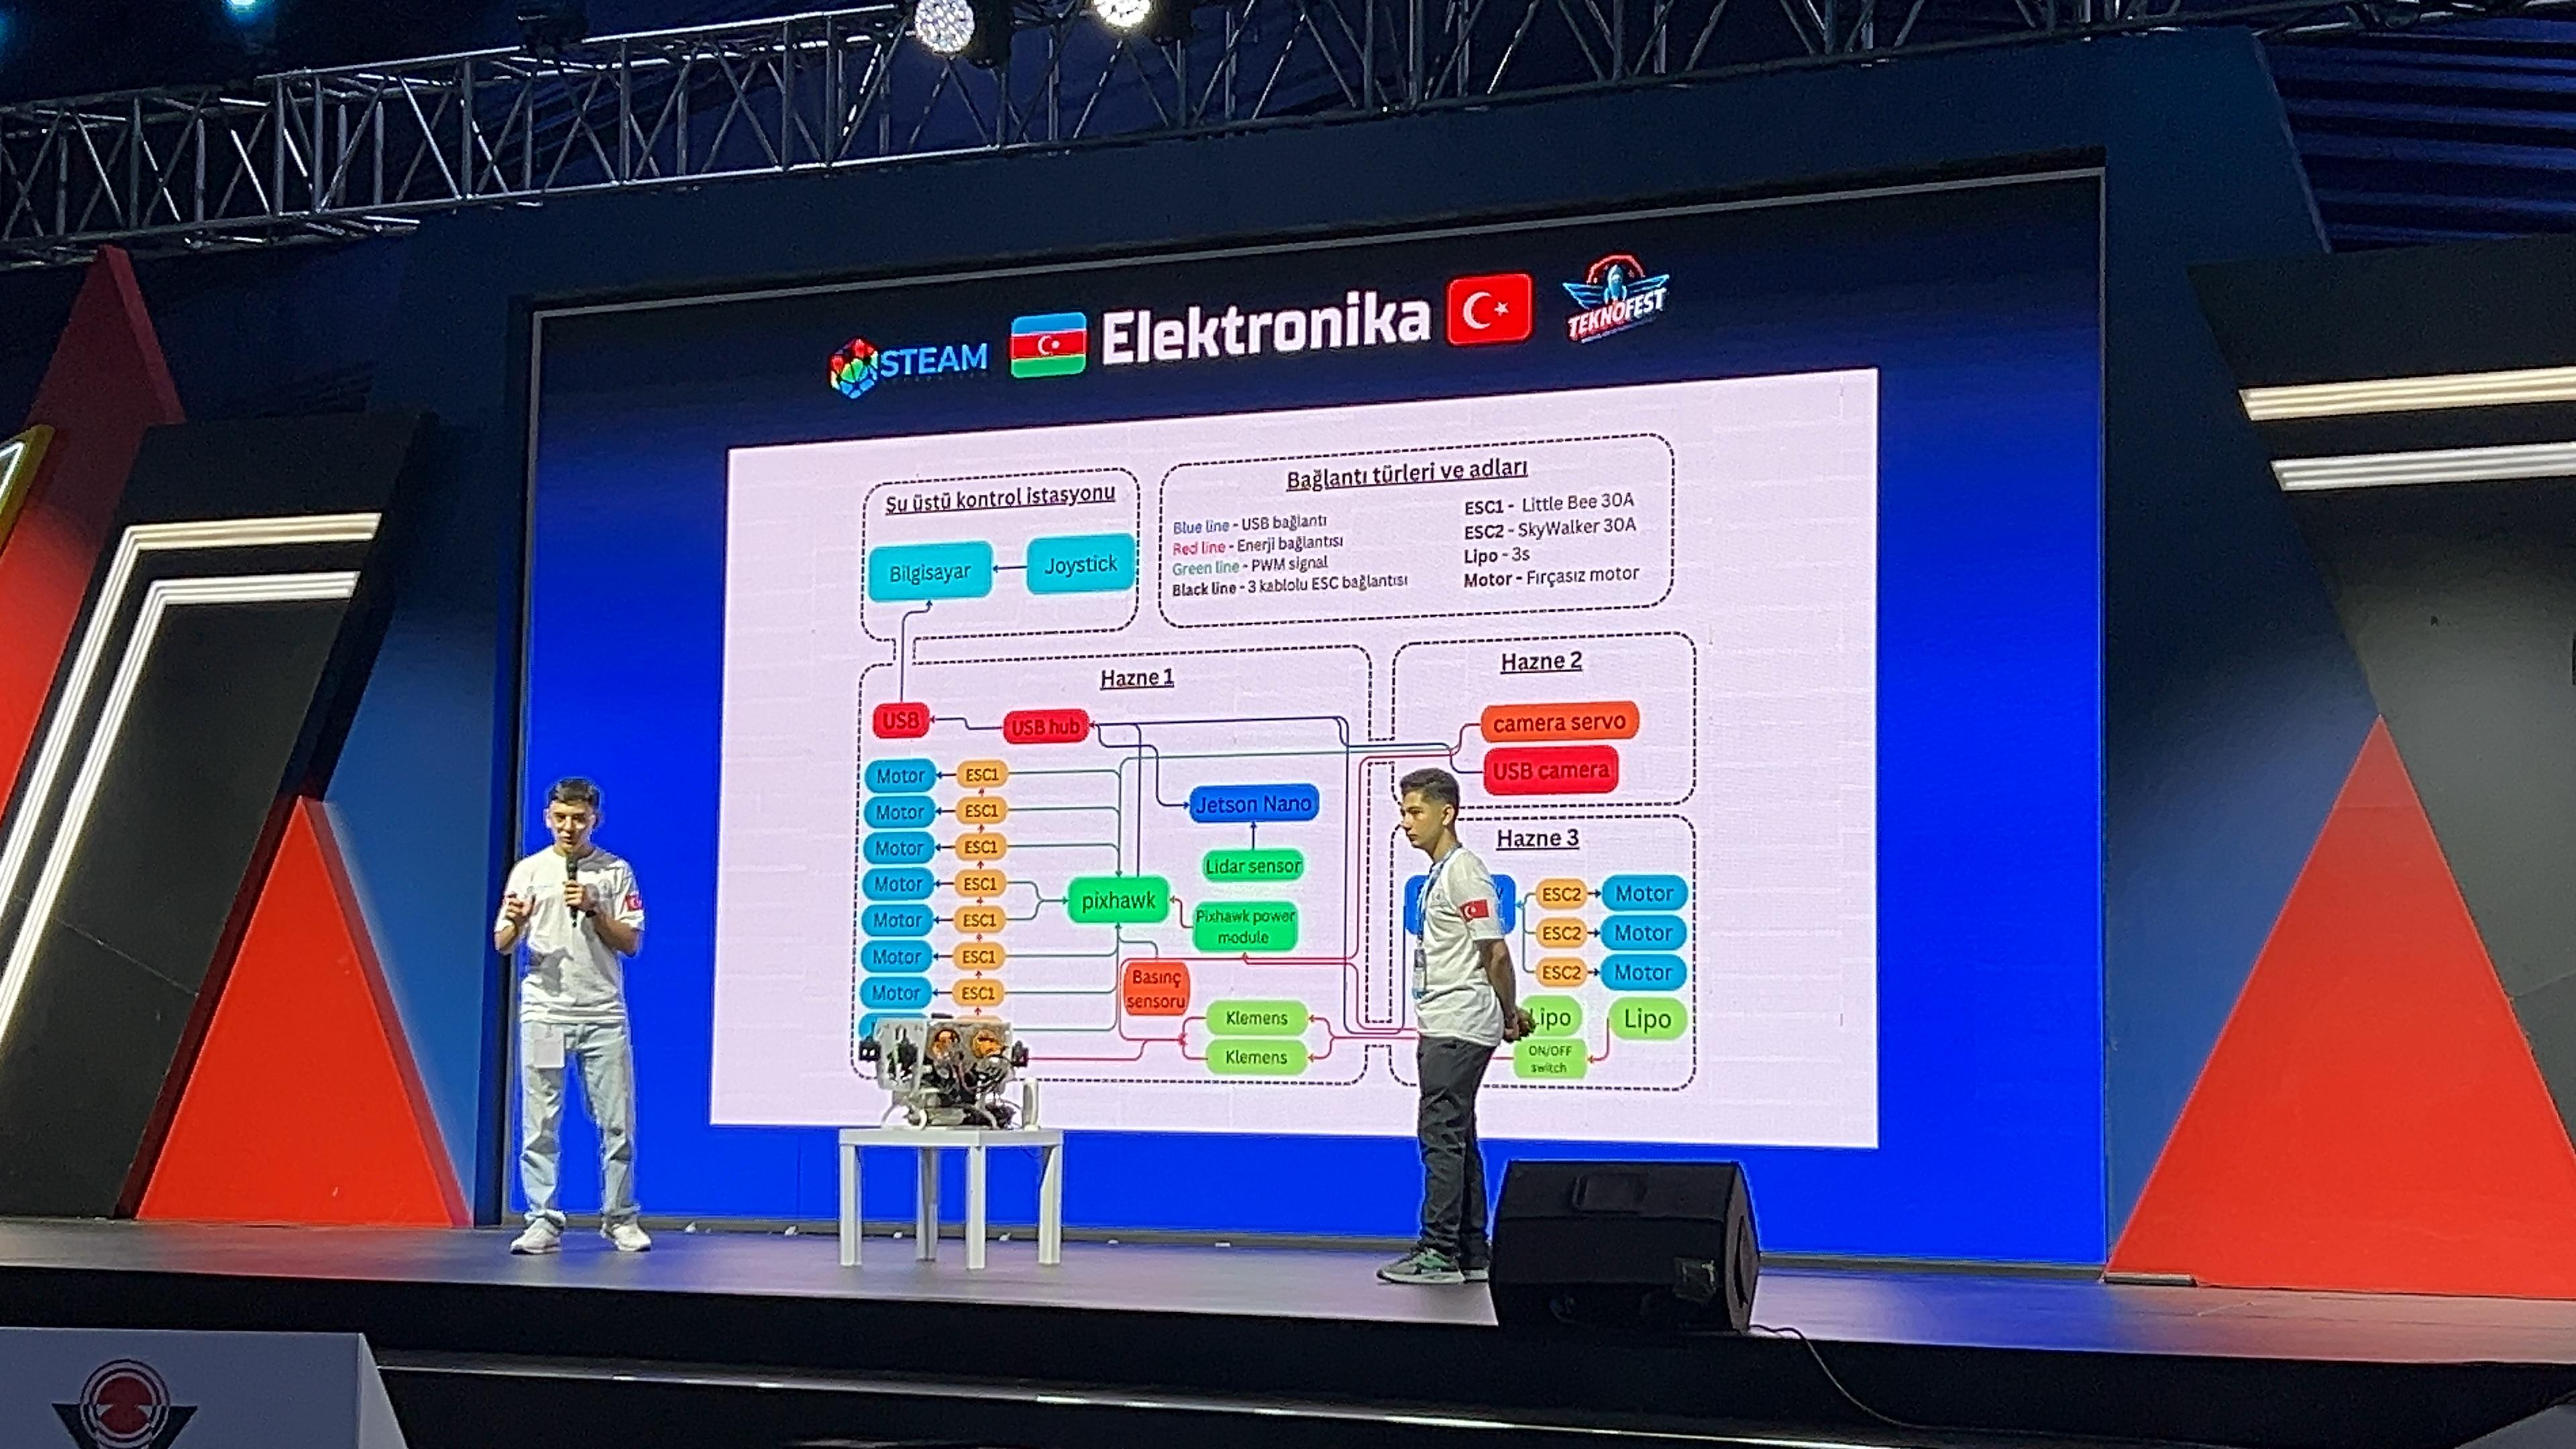 STEAM
Elektronika
TEKNOFEST
Su üstü kontrol istasyonu
Bilgisayar
Joystick
Bağlantı türleri ve adları
Blue line - USB bağlantı
Red line - Enerji bağlantısı
Green line - PWM signal
Black line - 3 kablolu ESC bağlantısı
ESC1 - Little Bee 30A
ESC2 - SkyWalker 30A
Lipo - 3s
Motor - Fırçasız motor
Hazne 1
USB
USB hub
Motor ESC1
Motor ESC1
Motor ESC1
Motor ESC1
Motor ESC1
Motor ESC1
Motor ESC1
Jetson Nano
Lidar sensor
pixhawk
Pixhawk power
module
Basınç
sensoru
Klemens
Klemens
Hazne 2
camera servo
USB camera
Hazne 3
ESC2 Motor
ESC2 Motor
ESC2 Motor
Lipo
Lipo
ON/OFF
switch